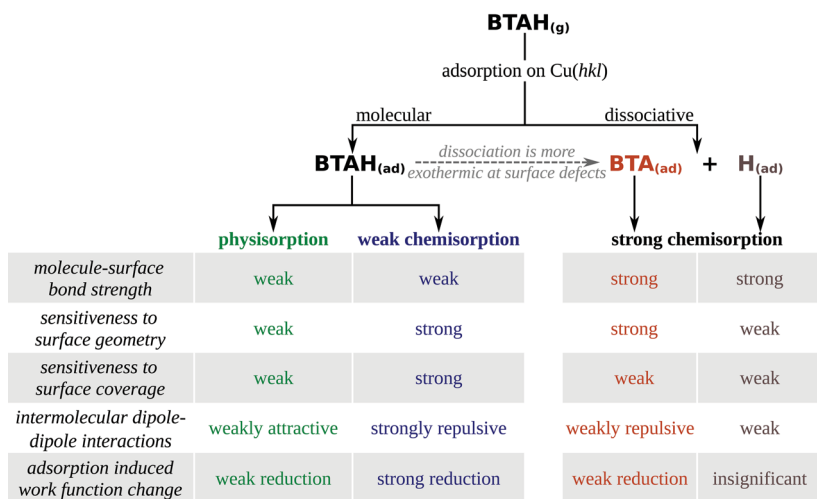 BTAH(g)
adsorption on Cu(hkl)
molecular dissociative
BTAH(ad) dissociation is more BTA(ad) + H(ad)
exothermic at surface defects
physisorption weak chemisorption strong chemisorption
molecule-surface
bond strength weak weak strong strong
sensitiveness to
surface geometry weak strong strong weak
sensitiveness to
surface coverage weak strong weak weak
intermolecular dipole-
dipole interactions weakly attractive strongly repulsive weakly repulsive weak
adsorption induced
work function change weak reduction strong reduction weak reduction insignificant